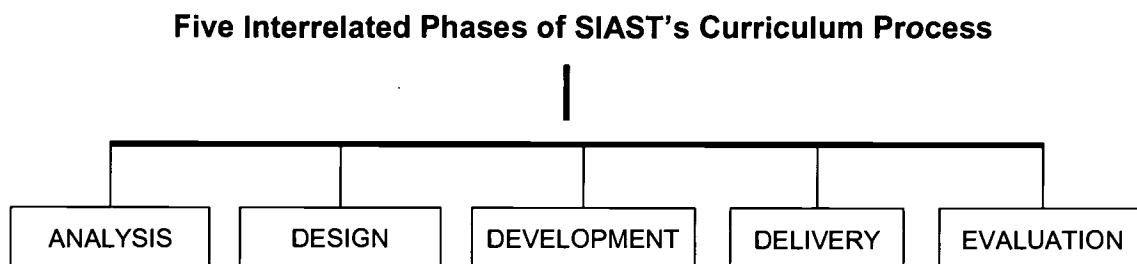 Five Interrelated Phases of SIAST's Curriculum Process
ANALYSIS DESIGN DEVELOPMENT DELIVERY EVALUATION